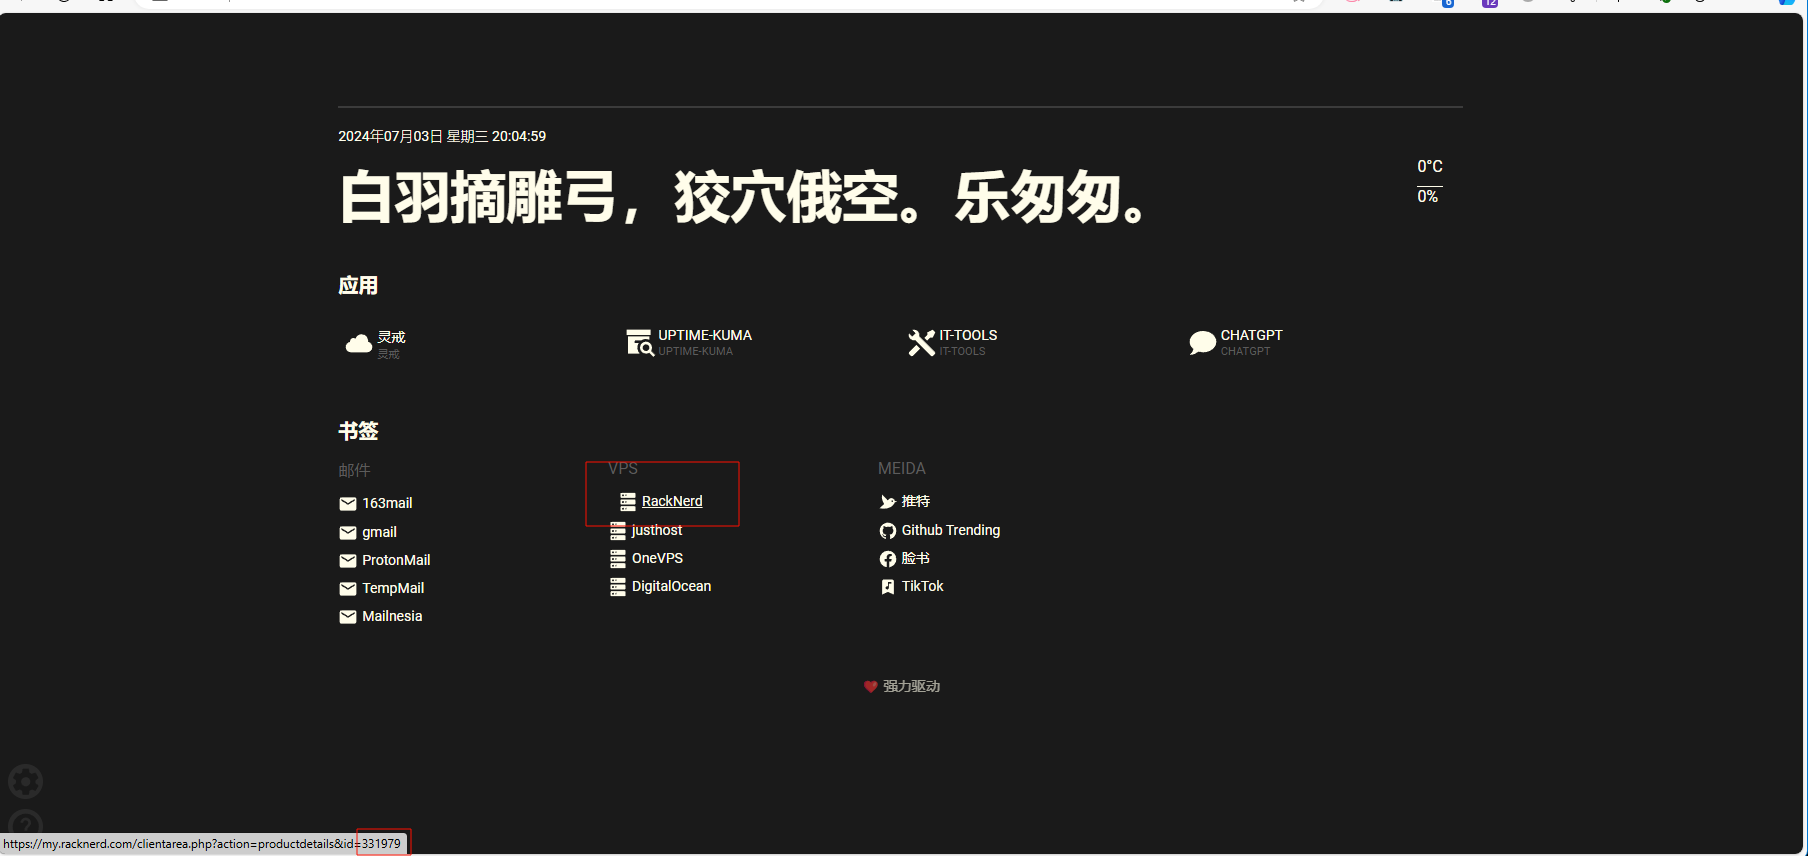 6
12
2024年07月03日 星期三 20:04:59
白羽摘雕弓，狡穴俄空。乐匆匆。
0°C
0%
应用
灵戒
灵戒
UPTIME-KUMA
UPTIME-KUMA
IT-TOOLS
IT-TOOLS
CHATGPT
CHATGPT
书签
邮件
163mail
gmail
ProtonMail
TempMail
Mailnesia
VPS
RackNerd
justhost
OneVPS
DigitalOcean
MEIDA
推特
Github Trending
脸书
TikTok
强力驱动
https://my.racknerd.com/clientarea.php?action=productdetails&id=331979